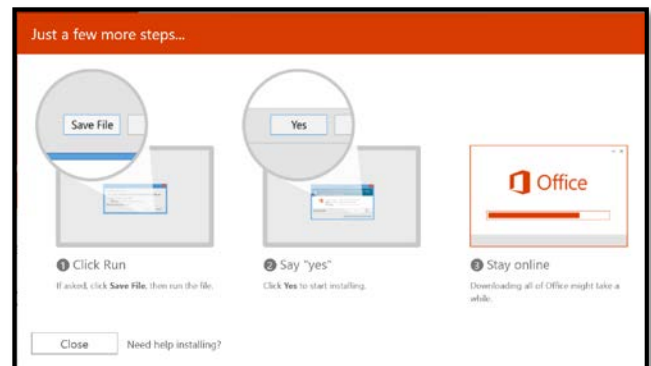 Just a few more steps...
Save File
Yes
Office
1 Click Run
If asked, click Save File, then run the file.
2 Say "yes"
Click Yes to start installing.
3 Stay online
Downloading all of Office might take a
while.
Close
Need help installing?